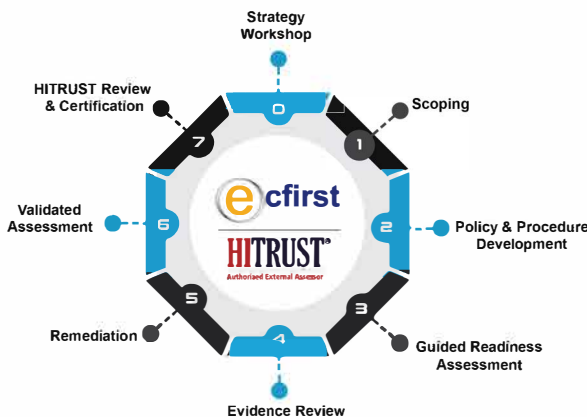 Strategy
Workshop
0
HITRUST Review
& Certification
7
Scoping
1
ecfirst
HITRUST®
Authorized External Assessor
Validated
Assessment
6
2
Policy & Procedure
Development
5
Remediation
3
Guided Readiness
Assessment
4
Evidence Review